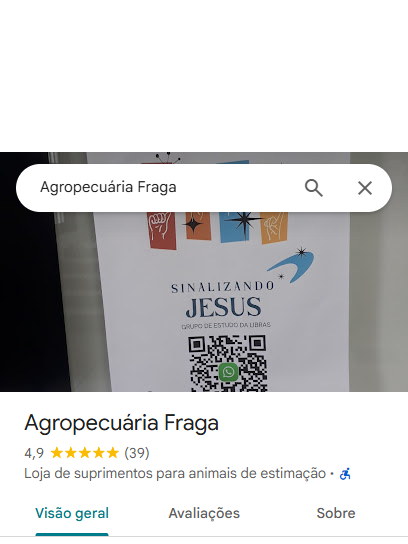 Agropecuária Fraga
SINALIZANDO
JESUS
GRUPO DE ESTUDO DA LIBRAS
Agropecuária Fraga
4,9 (39)
Loja de suprimentos para animais de estimação ·
Visão geral Avaliações Sobre